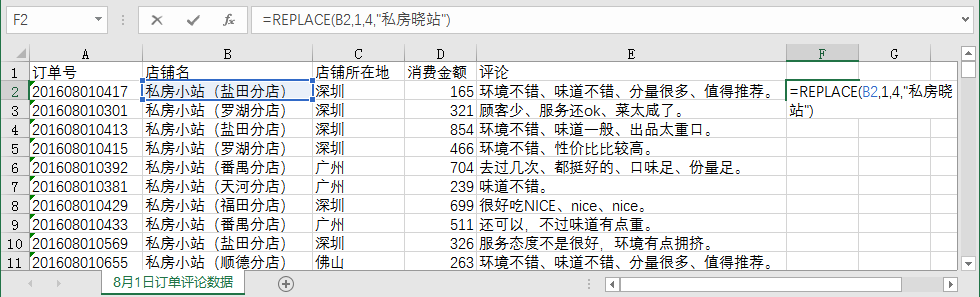 F2 =REPLACE(B2,1,4,"私房晓站")
A B C D E F G
1 订单号 店铺名 店铺所在地 消费金额 评论
2 201608010417 私房小站（盐田分店） 深圳 165 环境不错、味道不错、分量很多、值得推荐。 =REPLACE(B2,1,4,"私房晓
3 201608010301 私房小站（罗湖分店） 深圳 321 顾客少、服务还ok、菜太咸了。 站")
4 201608010413 私房小站（盐田分店） 深圳 854 环境不错、味道一般、出品太重口。
5 201608010415 私房小站（罗湖分店） 深圳 466 环境不错、性价比比较高。
6 201608010392 私房小站（番禺分店） 广州 704 去过几次、都挺好的、口味足、份量足。
7 201608010381 私房小站（天河分店） 广州 239 味道不错。
8 201608010429 私房小站（福田分店） 深圳 699 很好吃NICE、nice、nice。
9 201608010433 私房小站（番禺分店） 广州 511 还可以，不过味道有点重。
10 201608010569 私房小站（盐田分店） 深圳 326 服务态度不是很好，环境有点拥挤。
11 201608010655 私房小站（顺德分店） 佛山 263 环境不错、味道不错、分量很多、值得推荐。
8月1日订单评论数据